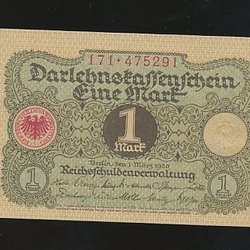 171·475291
Darlehnskassenschein
Eine Mark
1
Mark
Berlin, den 1. März 1920
Reichsschuldenverwaltung
1
1